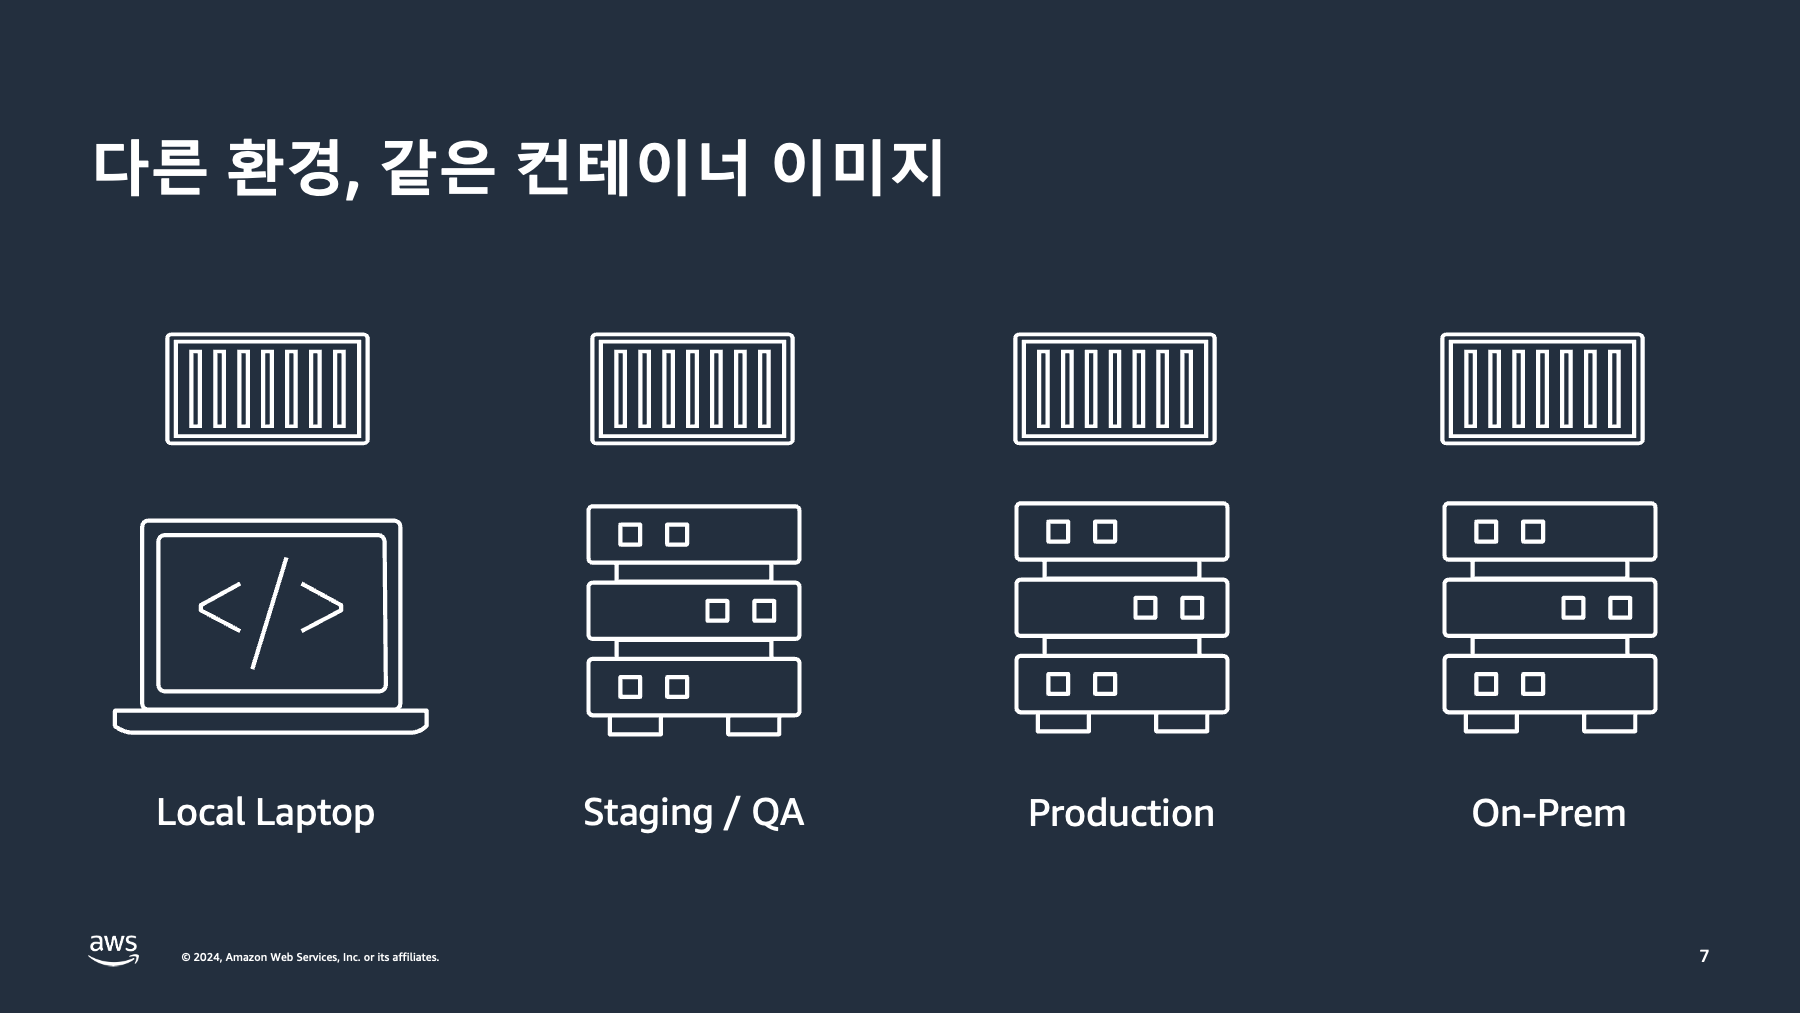 다른 환경, 같은 컨테이너 이미지
</>
Local Laptop
Staging / QA
Production
On-Prem
aws
© 2024, Amazon Web Services, Inc. or its affiliates.
7